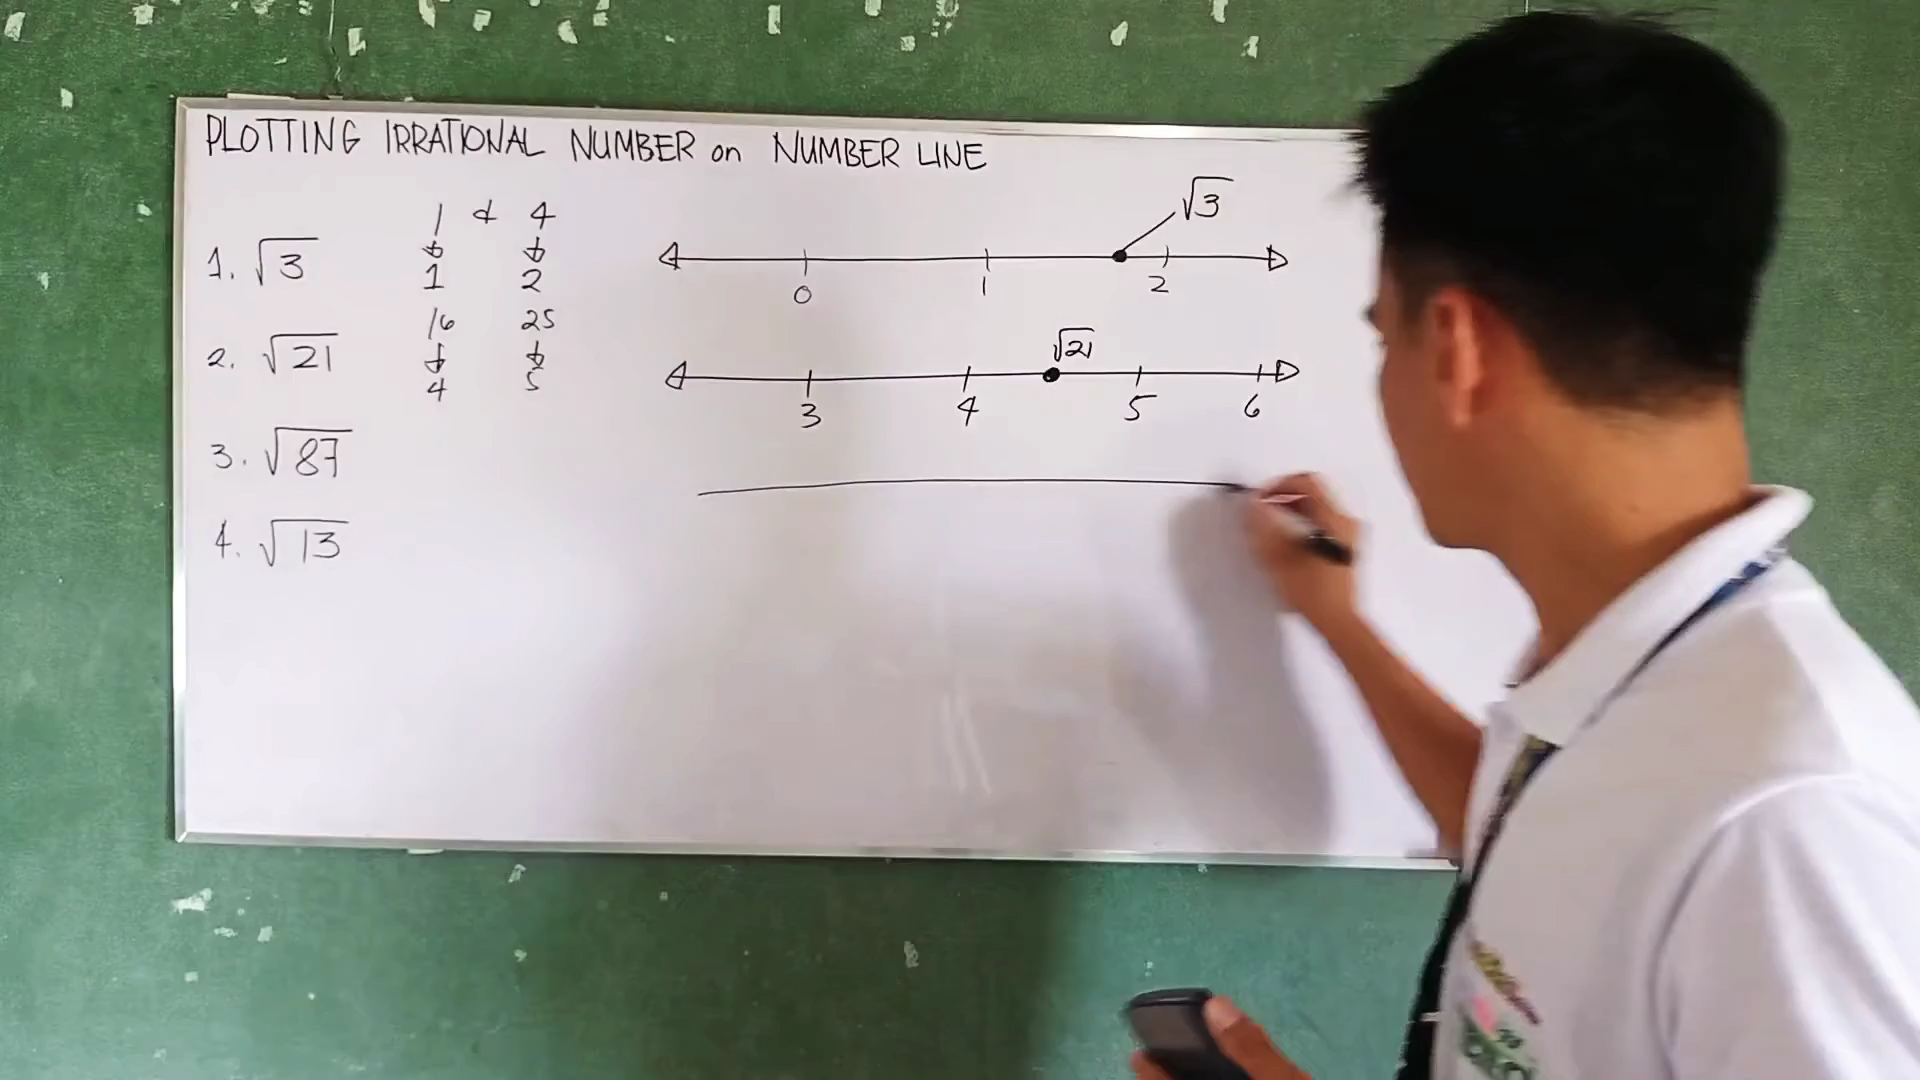 PLOTTING IRRATIONAL NUMBER on NUMBER LINE
1. √3
1 & 4
1 2
2. √21
16 25
4 5
3. √87
4. √13
√3
0 1 2
√21
3 4 5 6